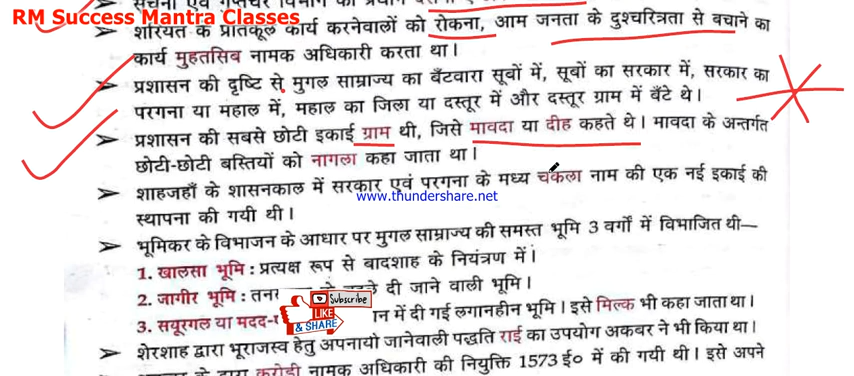 सूचना एवं गुप्तचर विभाग का प्रधान
RM Success Mantra Classes
शरियत के प्रतिकूल कार्य करनेवालों को रोकना, आम जनता के दुश्चरित्रता से बचाने का
कार्य मुहतसिब नामक अधिकारी करता था।
➢ प्रशासन की दृष्टि से मुगल साम्राज्य का बँटवारा सूबों में, सूबों का सरकार में, सरकार का
परगना या महाल में, महाल का जिला या दस्तूर में और दस्तूर ग्राम में बँटे थे।
➢ प्रशासन की सबसे छोटी इकाई ग्राम थी, जिसे मावदा या दीह कहते थे। मावदा के अन्तर्गत
छोटी-छोटी बस्तियों को नागला कहा जाता था।
➢ शाहजहाँ के शासनकाल में सरकार एवं परगना के मध्य चकला नाम की एक नई इकाई की
www.thundershare.net
स्थापना की गयी थी।
➢ भूमिकर के विभाजन के आधार पर मुगल साम्राज्य की समस्त भूमि 3 वर्गों में विभाजित थी—
1. खालसा भूमि : प्रत्यक्ष रूप से बादशाह के नियंत्रण में।
2. जागीर भूमि : तन दी जाने वाली भूमि।
Subscribe
LIKE
& SHARE
3. सयूरगल या मदद- में दी गई लगानहीन भूमि। इसे मिल्क भी कहा जाता था।
➢ शेरशाह द्वारा भूराजस्व हेतु अपनायी जानेवाली पद्धति राई का उपयोग अकबर ने भी किया था।
करोड़ी नामक अधिकारी की नियुक्ति 1573 ई० में की गयी थी। इसे अपने